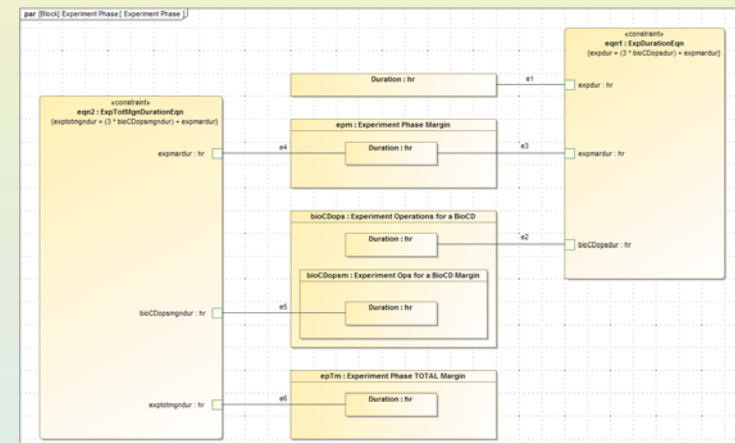 par [Block] Experiment Phase [ Experiment Phase ]
«constraint»
eqn1 : ExpDurationEqn
{expdur = (3 * bioCDopsdur) + expmardur}
Duration : hr
e1
expdur : hr
«constraint»
eqn2 : ExpTotMgnDurationEqn
{exptotmgndur = (3 * bioCDopsmgndur) + expmardur}
epm : Experiment Phase Margin
expmardur : hr
e4
Duration : hr
e3
expmardur : hr
bioCDops : Experiment Operations for a BioCD
Duration : hr
e2
bioCDopsdur : hr
bioCDopsm : Experiment Ops for a BioCD Margin
bioCDopsmgndur : hr
e5
Duration : hr
epTm : Experiment Phase TOTAL Margin
exptotmgndur : hr
e6
Duration : hr